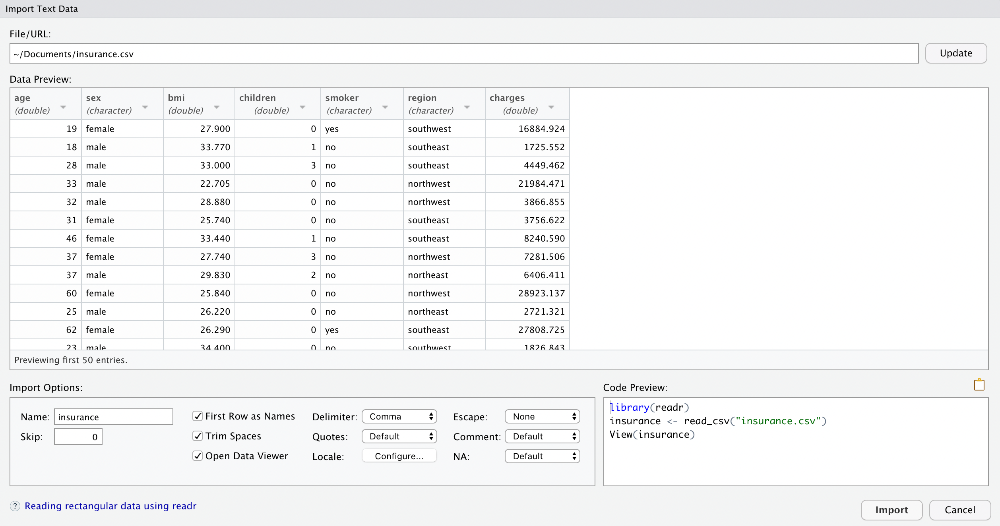 Import Text Data
File/URL:
~/Documents/insurance.csv Update
Data Preview:
age sex bmi children smoker region charges
(double) (character) (double) (double) (character) (character) (double)
19 female 27.900 0 yes southwest 16884.924
18 male 33.770 1 no southeast 1725.552
28 male 33.000 3 no southeast 4449.462
33 male 22.705 0 no northwest 21984.471
32 male 28.880 0 no northwest 3866.855
31 female 25.740 0 no southeast 3756.622
46 female 33.440 1 no southeast 8240.590
37 female 27.740 3 no northwest 7281.506
37 male 29.830 2 no northeast 6406.411
60 female 25.840 0 no northwest 28923.137
25 male 26.220 0 no northeast 2721.321
62 female 26.290 0 yes southeast 27808.725
23 male 34.400 0 no southwest 1826.843
Previewing first 50 entries.
Import Options:
Name: insurance First Row as Names Delimiter: Comma Escape: None
Skip: 0 Trim Spaces Quotes: Default Comment: Default
Open Data Viewer Locale: Configure... NA: Default
Code Preview:
library(readr)
insurance <- read_csv("insurance.csv")
View(insurance)
? Reading rectangular data using readr
Import Cancel